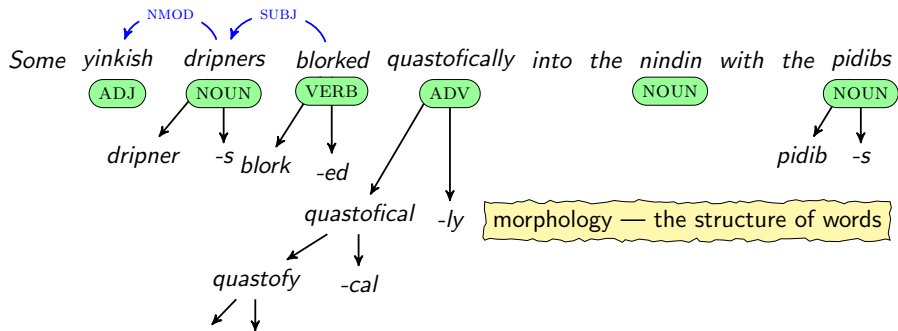 NMOD SUBJ
Some yinkish dripners blorked quastofically into the nindin with the pidibs
ADJ NOUN VERB ADV NOUN NOUN
dripner -s blork -ed pidib -s
quastofical -ly morphology — the structure of words
quastofy -cal